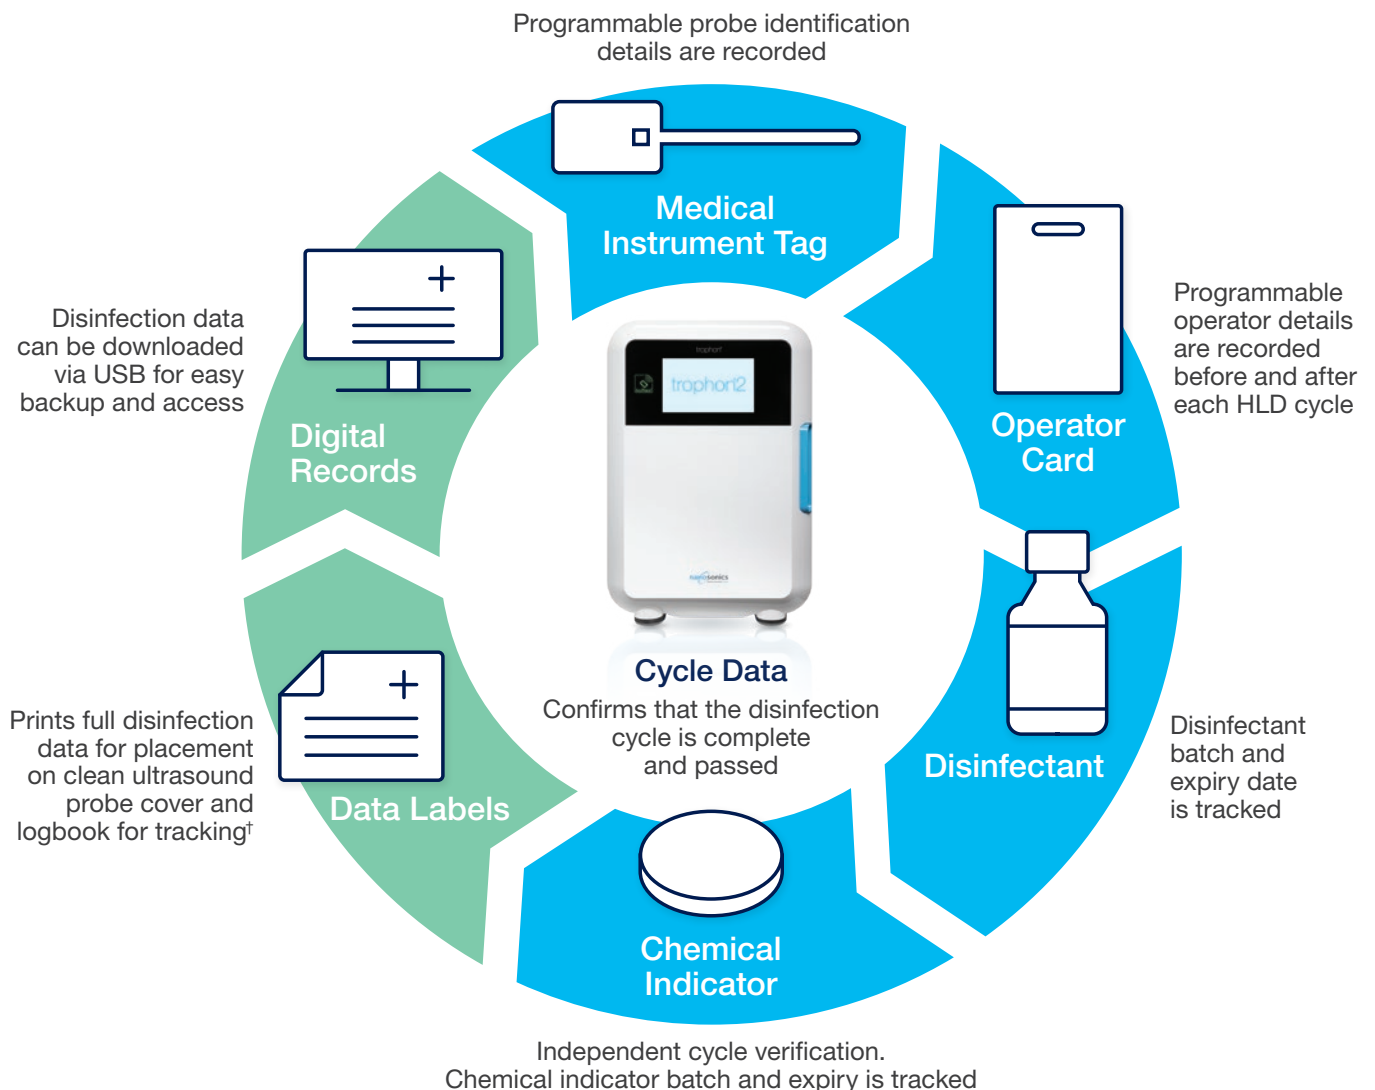 Programmable probe identification
details are recorded
Medical
Instrument Tag
Programmable
operator details
are recorded
before and after
each HLD cycle
Operator
Card
Disinfectant
Disinfectant
batch and
expiry date
is tracked
Chemical
Indicator
Independent cycle verification.
Chemical indicator batch and expiry is tracked
Data Labels
Prints full disinfection
data for placement
on clean ultrasound
probe cover and
logbook for tracking†
Digital
Records
Disinfection data
can be downloaded
via USB for easy
backup and access
trophon2
nanosonics
Cycle Data
Confirms that the disinfection
cycle is complete
and passed